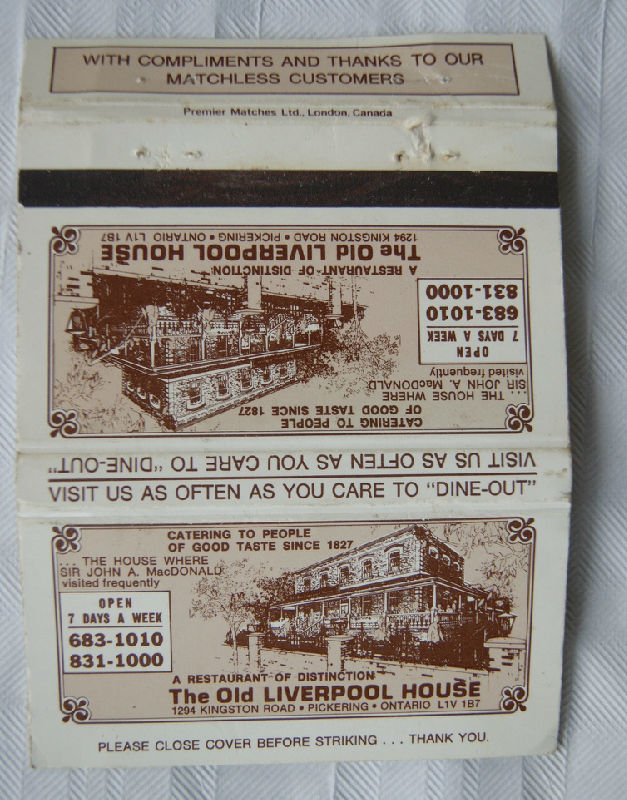 WITH COMPLIMENTS AND THANKS TO OUR
MATCHLESS CUSTOMERS
Premier Matches Ltd., London, Canada
CATERING TO PEOPLE
OF GOOD TASTE SINCE 1827
... THE HOUSE WHERE
SIR JOHN A. MacDONALD
visited frequently
OPEN
7 DAYS A WEEK
683-1010
831-1000
A RESTAURANT OF DISTINCTION
The Old LIVERPOOL HOUSE
1294 KINGSTON ROAD • PICKERING • ONTARIO L1V 1B7
VISIT US AS OFTEN AS YOU CARE TO "DINE-OUT"
VISIT US AS OFTEN AS YOU CARE TO "DINE-OUT"
CATERING TO PEOPLE
OF GOOD TASTE SINCE 1827
... THE HOUSE WHERE
SIR JOHN A. MacDONALD
visited frequently
OPEN
7 DAYS A WEEK
683-1010
831-1000
A RESTAURANT OF DISTINCTION
The Old LIVERPOOL HOUSE
1294 KINGSTON ROAD • PICKERING • ONTARIO L1V 1B7
PLEASE CLOSE COVER BEFORE STRIKING ... THANK YOU.